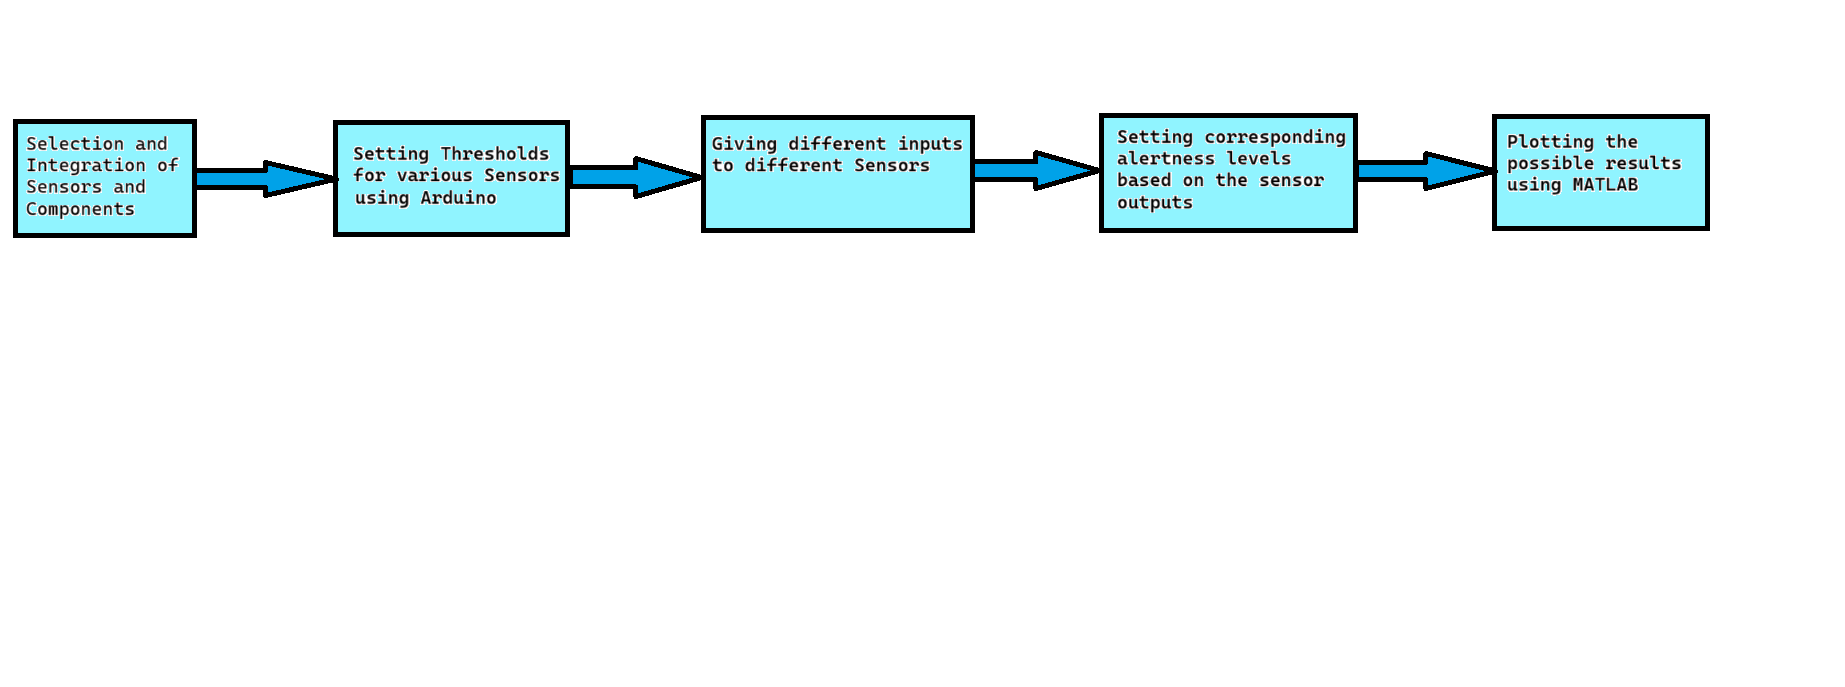 Selection and
Integration of
Sensors and
Components
Setting Thresholds
for various Sensors
using Arduino
Giving different inputs
to different Sensors
Setting corresponding
alertness levels
based on the sensor
outputs
Plotting the
possible results
using MATLAB